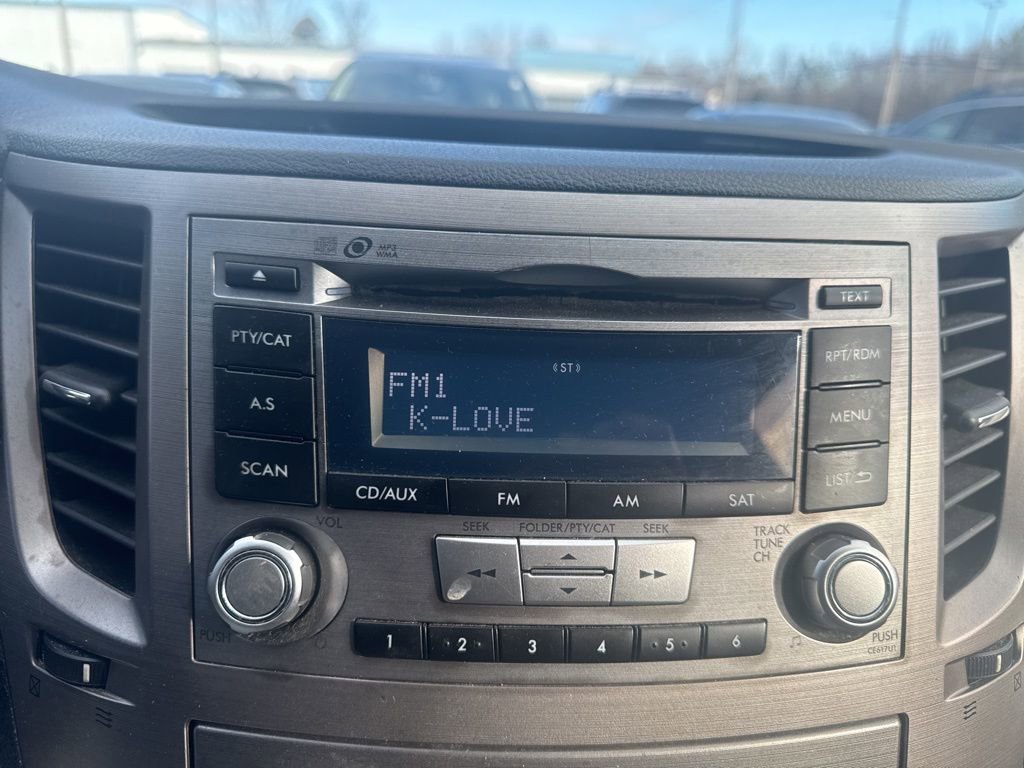 MP3
WMA
TEXT
PTY/CAT
A.S
SCAN
FM1
(ST)
K-LOVE
RPT/RDM
MENU
LIST/
CD/AUX
FM
AM
SAT
VOL
SEEK
FOLDER/PTY/CAT
SEEK
TRACK
TUNE
CH
PUSH
1
2
3
4
5
6
PUSH
CE617U1